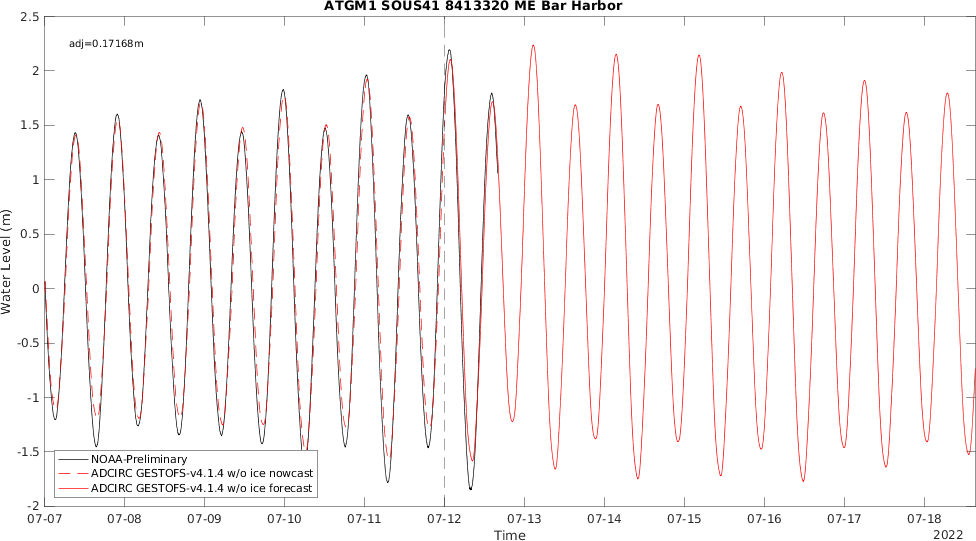 ATGM1 SOUS41 8413320 ME Bar Harbor
2.5
adj=0.17168m
2
1.5
1
0.5
0
-0.5
-1
-1.5
-2
Water Level (m)
NOAA-Preliminary
ADCIRC GESTOFS-v4.1.4 w/o ice nowcast
ADCIRC GESTOFS-v4.1.4 w/o ice forecast
07-07 07-08 07-09 07-10 07-11 07-12 07-13 07-14 07-15 07-16 07-17 07-18
Time
2022